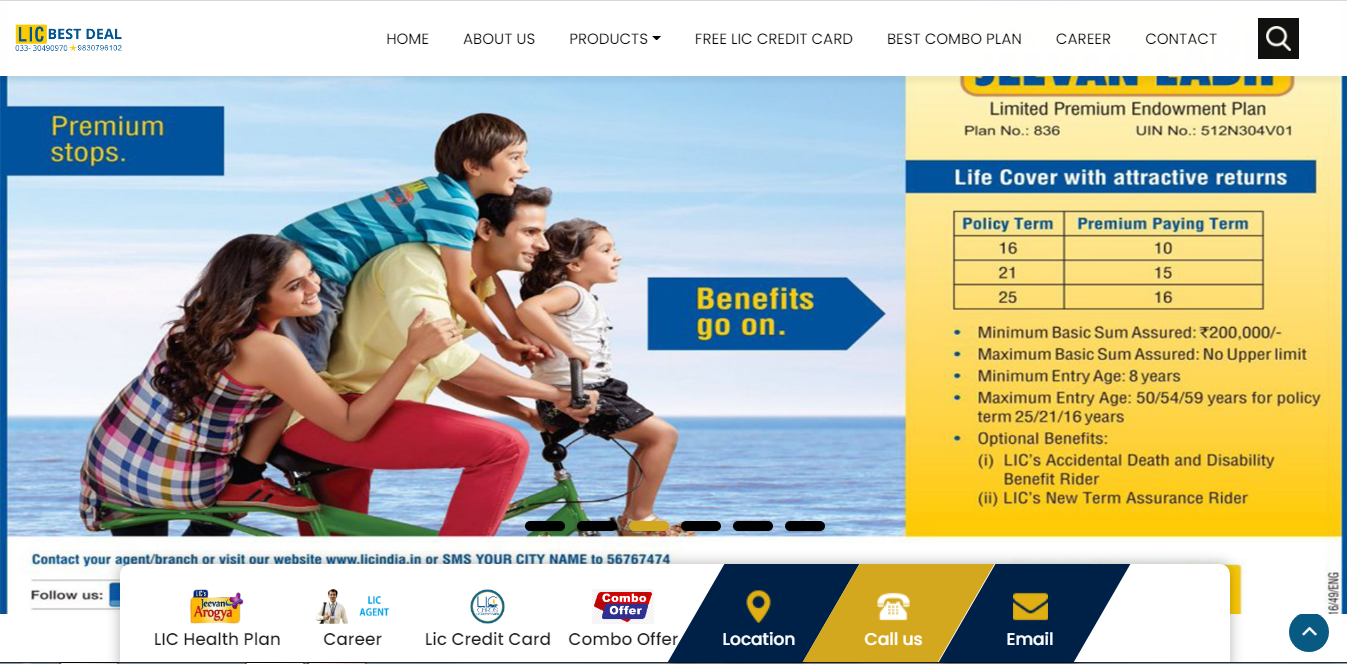 LIC BEST DEAL
033- 30490970 ★ 9830796102
HOME
ABOUT US
PRODUCTS
FREE LIC CREDIT CARD
BEST COMBO PLAN
CAREER
CONTACT
Premium
stops.
Benefits
go on.
JEEVAN LABH
Limited Premium Endowment Plan
Plan No.: 836 UIN No.: 512N304V01
Life Cover with attractive returns
Policy Term Premium Paying Term
16 10
21 15
25 16
• Minimum Basic Sum Assured: ₹200,000/-
• Maximum Basic Sum Assured: No Upper limit
• Minimum Entry Age: 8 years
• Maximum Entry Age: 50/54/59 years for policy
term 25/21/16 years
• Optional Benefits:
(i) LIC's Accidental Death and Disability
Benefit Rider
(ii) LIC's New Term Assurance Rider
Contact your agent/branch or visit our website www.licindia.in or SMS YOUR CITY NAME to 56767474
Follow us:
16/49/ENG
LIC's
Jeevan
Arogya
LIC Health Plan
LIC
AGENT
Career
LIC
Lic Credit Card
Combo
Offer
Combo Offer
Location
Call us
Email